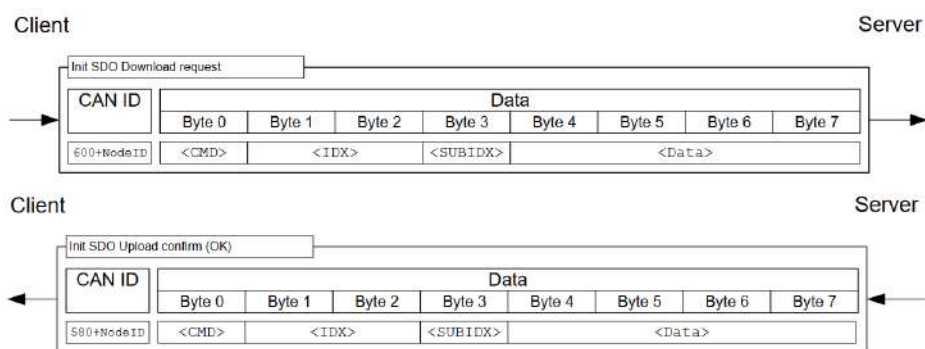 Client Server
Init SDO Download request
CAN ID Data
Byte 0 Byte 1 Byte 2 Byte 3 Byte 4 Byte 5 Byte 6 Byte 7
600+NodeID <CMD> <IDX> <SUBIDX> <Data>
Client Server
Init SDO Upload confirm (OK)
CAN ID Data
Byte 0 Byte 1 Byte 2 Byte 3 Byte 4 Byte 5 Byte 6 Byte 7
580+NodeID <CMD> <IDX> <SUBIDX> <Data>